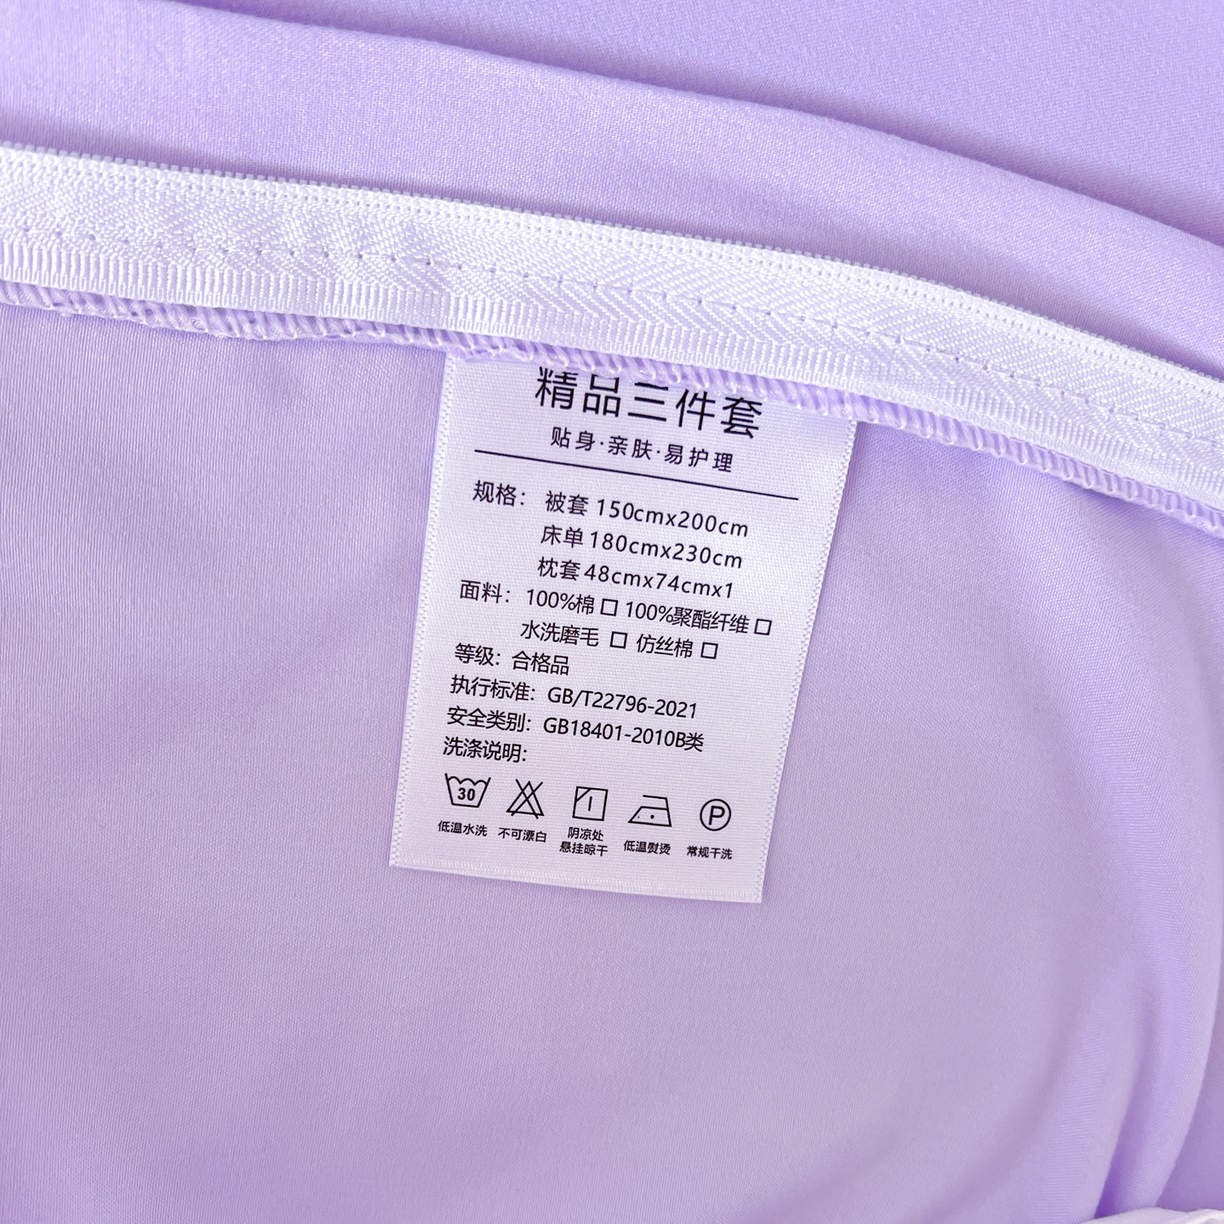 精品三件套
贴身·亲肤·易护理
规格： 被套 150cmx200cm
床单 180cmx230cm
枕套 48cmx74cmx1
面料： 100%棉 □ 100%聚酯纤维 □
水洗磨毛 □ 仿丝棉 □
等级：合格品
执行标准：GB/T22796-2021
安全类别：GB18401-2010B类
洗涤说明:
30 P
低温水洗 不可漂白 阴凉处 低温熨烫 常规干洗
悬挂晾干